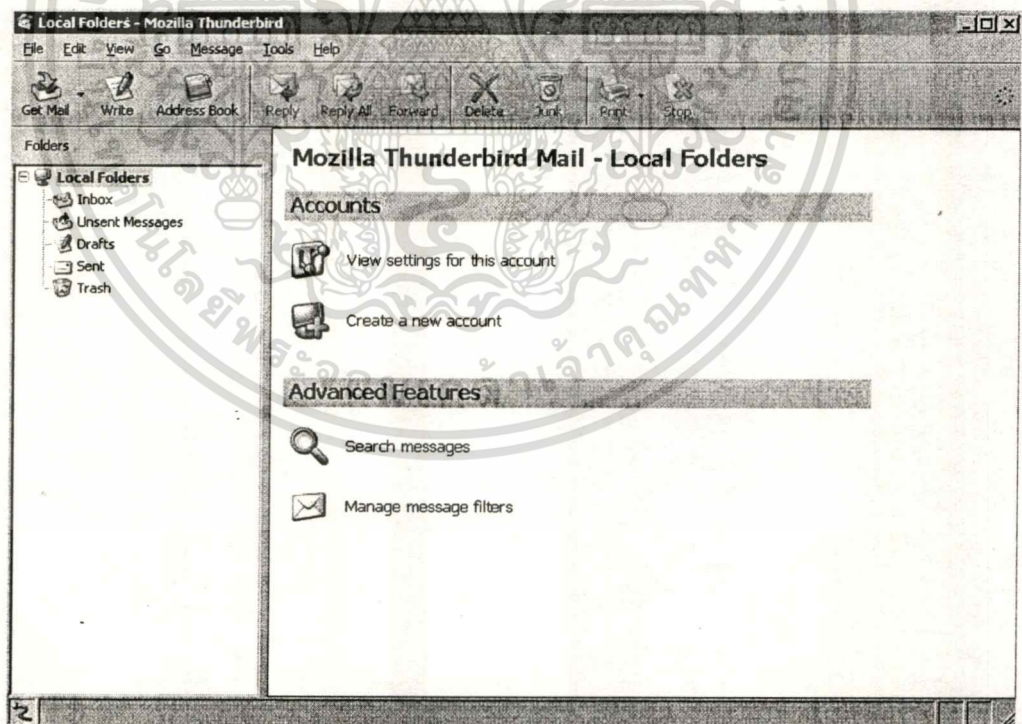 Local Folders - Mozilla Thunderbird
File Edit View Go Message Tools Help
Get Mail Write Address Book Reply Reply All Forward Delete Junk Print Stop
Folders
Local Folders
Inbox
Unsent Messages
Drafts
Sent
Trash
Mozilla Thunderbird Mail - Local Folders
Accounts
View settings for this account
Create a new account
Advanced Features
Search messages
Manage message filters